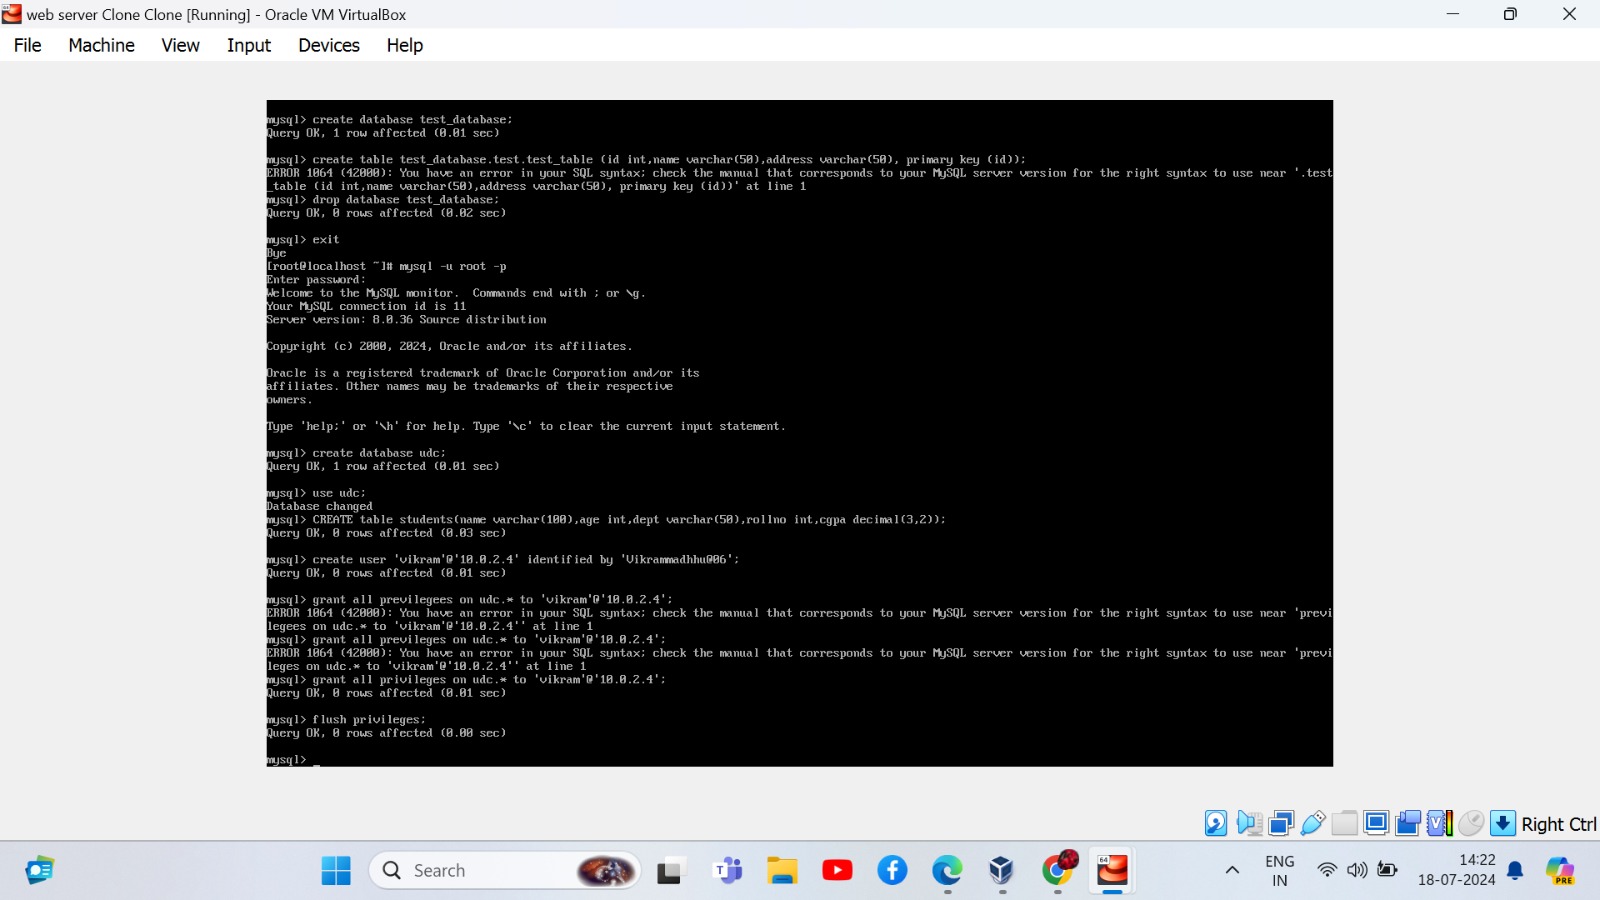 web server Clone Clone [Running] - Oracle VM VirtualBox
File Machine View Input Devices Help
mysql> create database test_database;
Query OK, 1 row affected (0.01 sec)
mysql> create table test_database.test.test_table (id int,name varchar(50),address varchar(50), primary key (id));
ERROR 1064 (42000): You have an error in your SQL syntax; check the manual that corresponds to your MySQL server version for the right syntax to use near '.test
_table (id int,name varchar(50),address varchar(50), primary key (id))' at line 1
mysql> drop database test_database;
Query OK, 0 rows affected (0.02 sec)
mysql> exit
Bye
[root@localhost ~]# mysql -u root -p
Enter password:
Welcome to the MySQL monitor.  Commands end with ; or \g.
Your MySQL connection id is 11
Server version: 8.0.36 Source distribution
Copyright (c) 2000, 2024, Oracle and/or its affiliates.
Oracle is a registered trademark of Oracle Corporation and/or its
affiliates. Other names may be trademarks of their respective
owners.
Type 'help;' or '\h' for help. Type '\c' to clear the current input statement.
mysql> create database udc;
Query OK, 1 row affected (0.01 sec)
mysql> use udc;
Database changed
mysql> CREATE table students(name varchar(100),age int,dept varchar(50),rollno int,cgpa decimal(3,2));
Query OK, 0 rows affected (0.03 sec)
mysql> create user 'vikram'@'10.0.2.4' identified by 'Vikrammadhhu@06';
Query OK, 0 rows affected (0.01 sec)
mysql> grant all previlegees on udc.* to 'vikram'@'10.0.2.4';
ERROR 1064 (42000): You have an error in your SQL syntax; check the manual that corresponds to your MySQL server version for the right syntax to use near 'previ
legees on udc.* to 'vikram'@'10.0.2.4'' at line 1
mysql> grant all previleges on udc.* to 'vikram'@'10.0.2.4';
ERROR 1064 (42000): You have an error in your SQL syntax; check the manual that corresponds to your MySQL server version for the right syntax to use near 'previ
leges on udc.* to 'vikram'@'10.0.2.4'' at line 1
mysql> grant all privileges on udc.* to 'vikram'@'10.0.2.4';
Query OK, 0 rows affected (0.01 sec)
mysql> flush privileges;
Query OK, 0 rows affected (0.00 sec)
mysql> _
Right Ctrl
Search
64
ENG
IN
14:22
18-07-2024
PRE